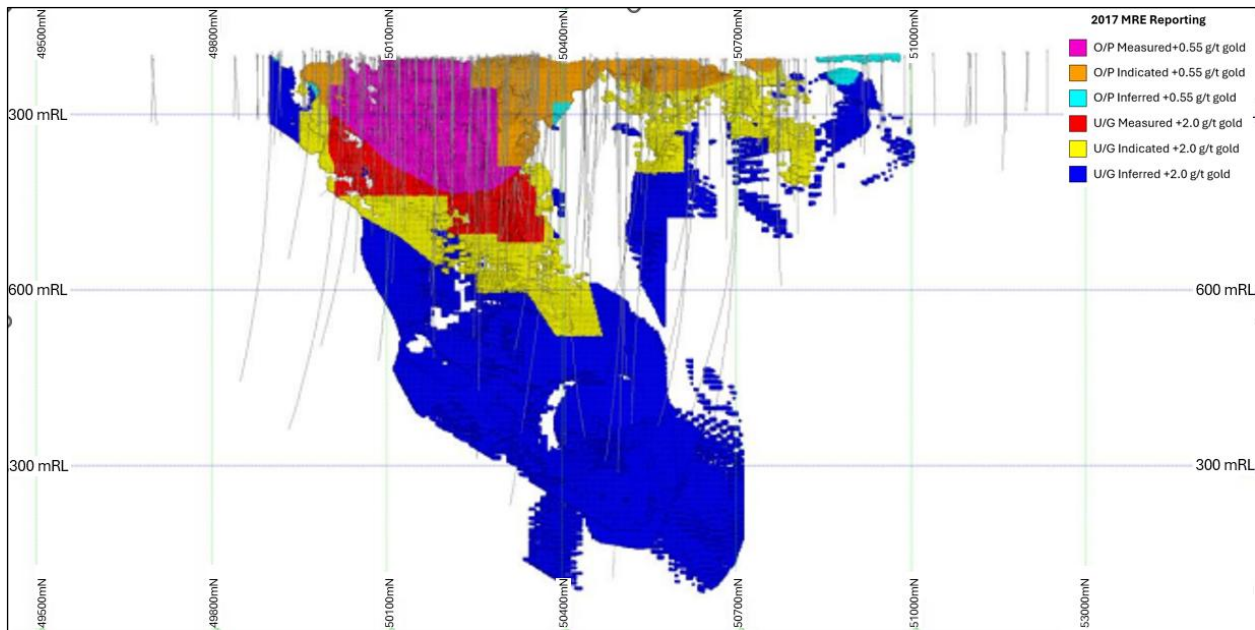 49500mN
49800mN
50100mN
50400mN
50700mN
51000mN
2017 MRE Reporting
O/P Measured+0.55 g/t gold
O/P Indicated +0.55 g/t gold
O/P Inferred +0.55 g/t gold
U/G Measured +2.0 g/t gold
U/G Indicated +2.0 g/t gold
U/G Inferred +2.0 g/t gold
300 mRL
600 mRL
600 mRL
300 mRL
300 mRL
49500mN
49800mN
50100mN
50400mN
50700mN
51000mN
53000mN